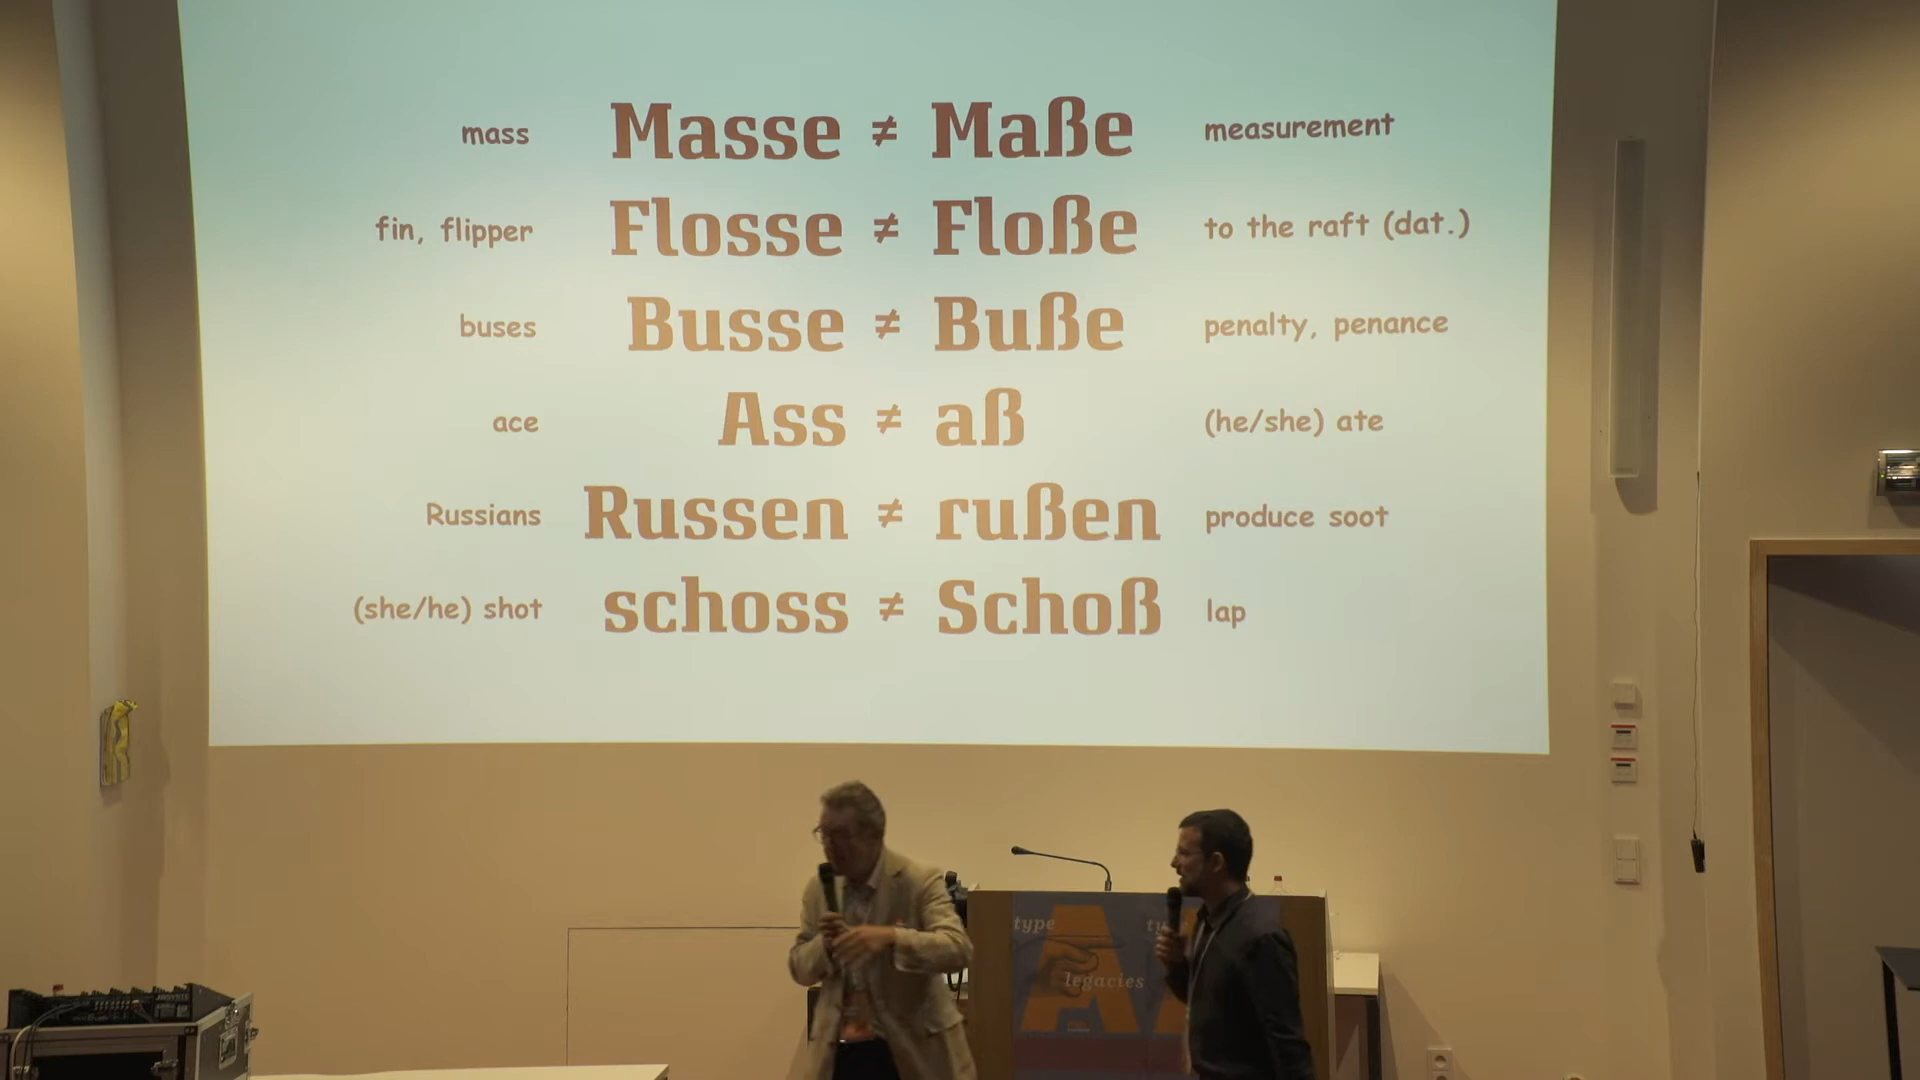 mass Masse ≠ Maße measurement
fin, flipper Flosse ≠ Floße to the raft (dat.)
buses Busse ≠ Buße penalty, penance
ace Ass ≠ aß (he/she) ate
Russians Russen ≠ rußen produce soot
(she/he) shot schoss ≠ Schoß lap
type
legacies